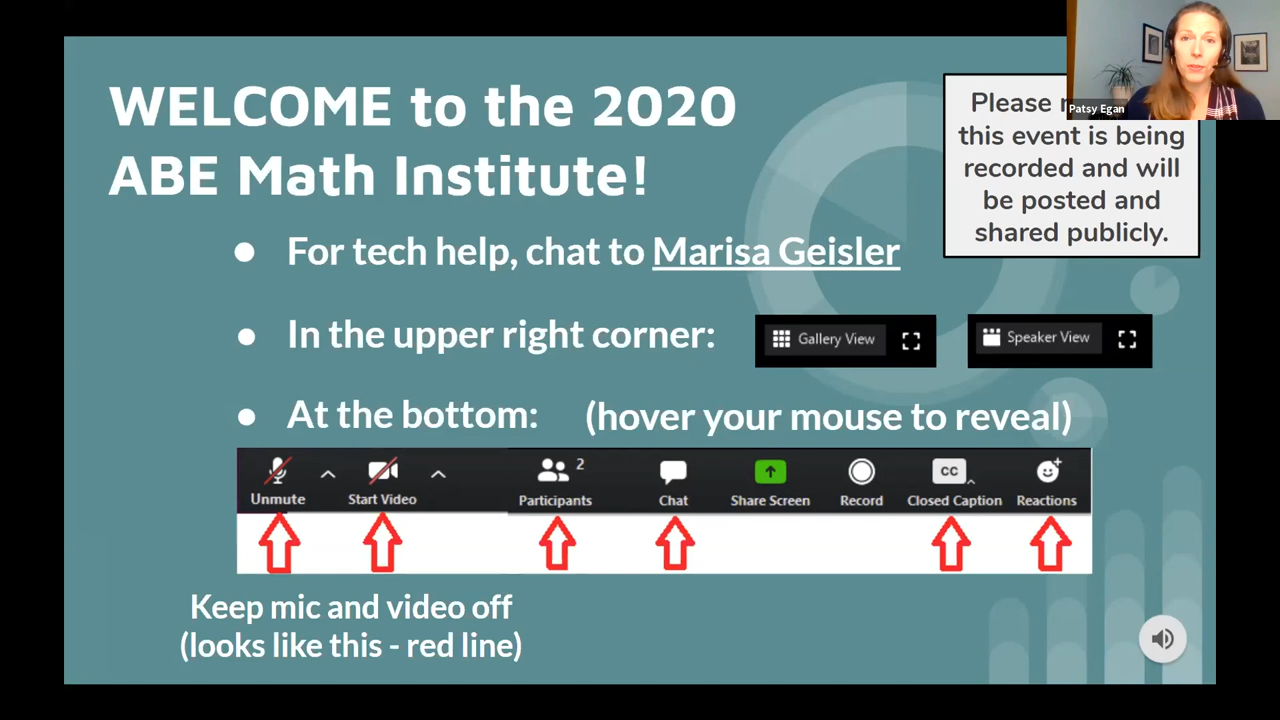 WELCOME to the 2020
ABE Math Institute!
Please
Patsy Egan
this event is being
recorded and will
be posted and
shared publicly.
● For tech help, chat to Marisa Geisler
● In the upper right corner:
Gallery View
Speaker View
● At the bottom: (hover your mouse to reveal)
2
CC
Unmute Start Video Participants Chat Share Screen Record Closed Caption Reactions
Keep mic and video off
(looks like this - red line)